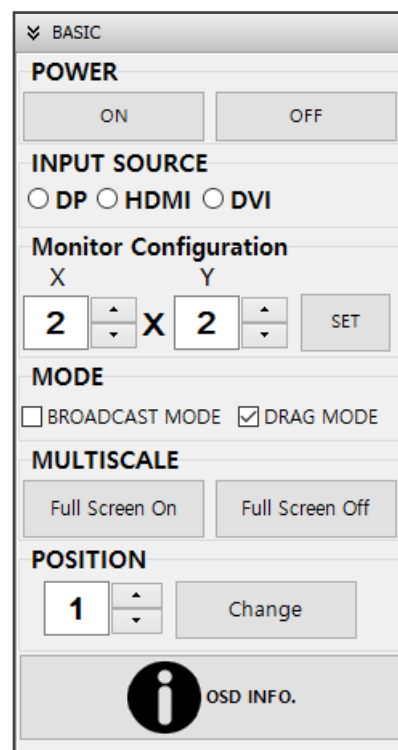 BASIC
POWER
ON OFF
INPUT SOURCE
DP HDMI DVI
Monitor Configuration
X Y
2 X 2 SET
MODE
BROADCAST MODE DRAG MODE
MULTISCALE
Full Screen On Full Screen Off
POSITION
1 Change
i OSD INFO.